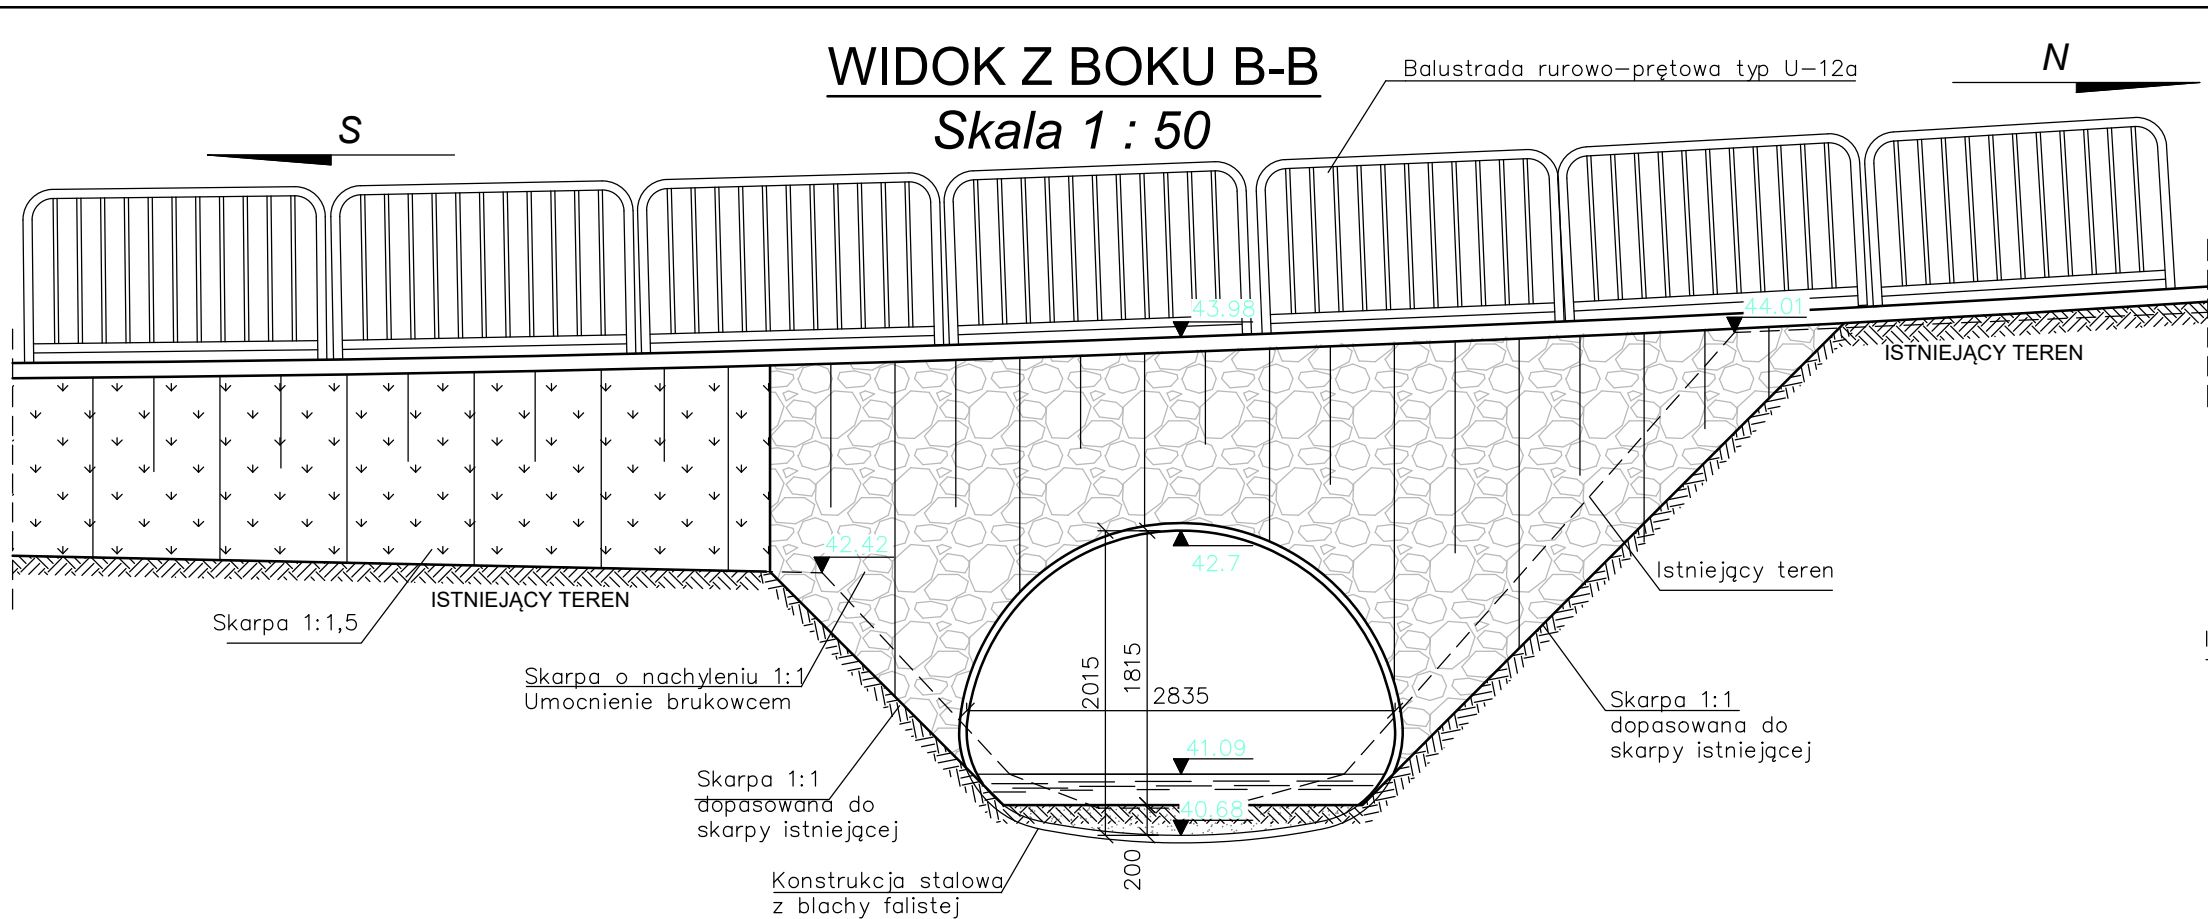 WIDOK Z BOKU B-B
Skala 1 : 50
Balustrada rurowo-prętowa typ U-12a
N
S
43.98
44.01
ISTNIEJĄCY TEREN
42.42
42.7
Istniejący teren
ISTNIEJĄCY TEREN
Skarpa 1:1,5
Skarpa o nachyleniu 1:1
Umocnienie brukowcem
2015
1815
2835
Skarpa 1:1
dopasowana do
skarpy istniejącej
41.09
Skarpa 1:1
dopasowana do
skarpy istniejącej
40.68
200
Konstrukcja stalowa
z blachy falistej